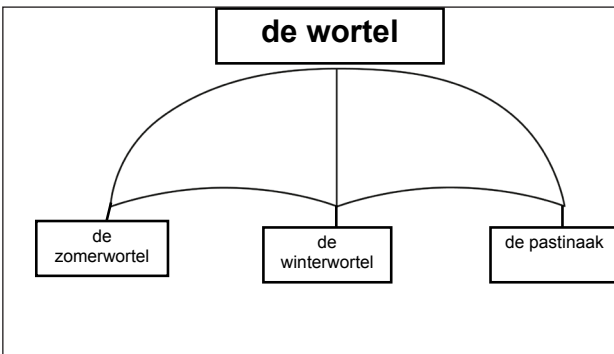 de wortel
de
zomerwortel
de
winterwortel
de pastinaak